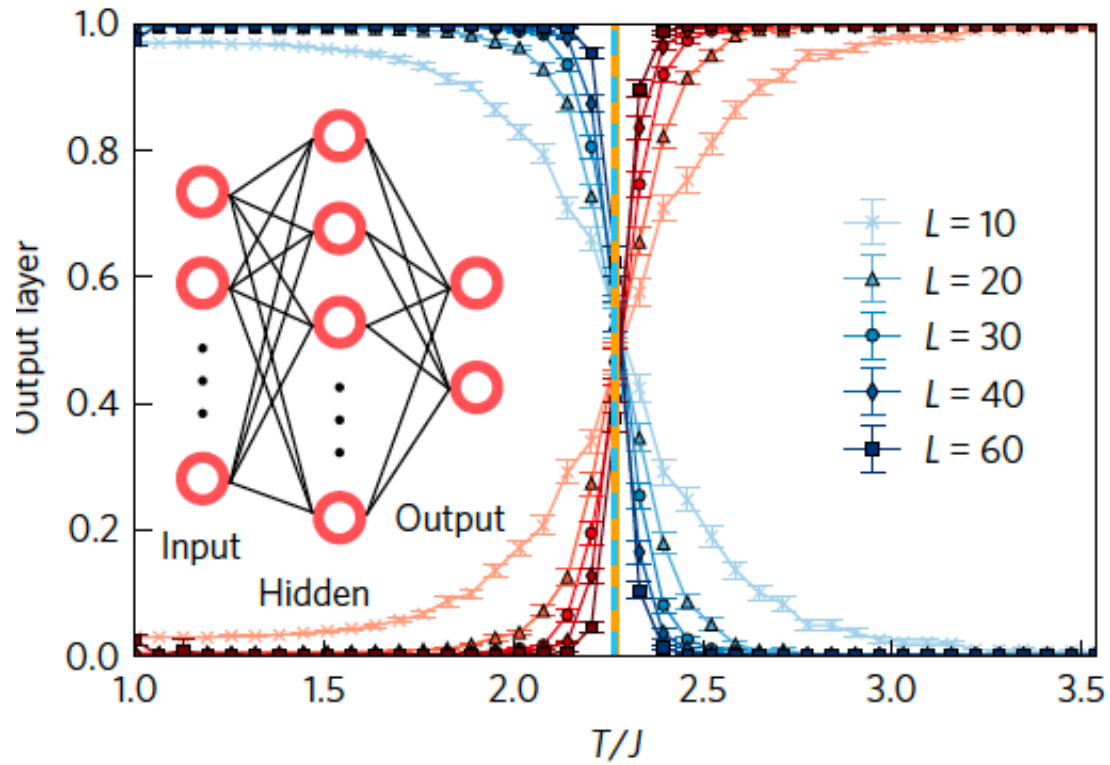 1.0
0.8
0.6
0.4
0.2
0.0
Output layer
Input
Hidden
Output
L = 10
L = 20
L = 30
L = 40
L = 60
1.0 1.5 2.0 2.5 3.0 3.5
T/J